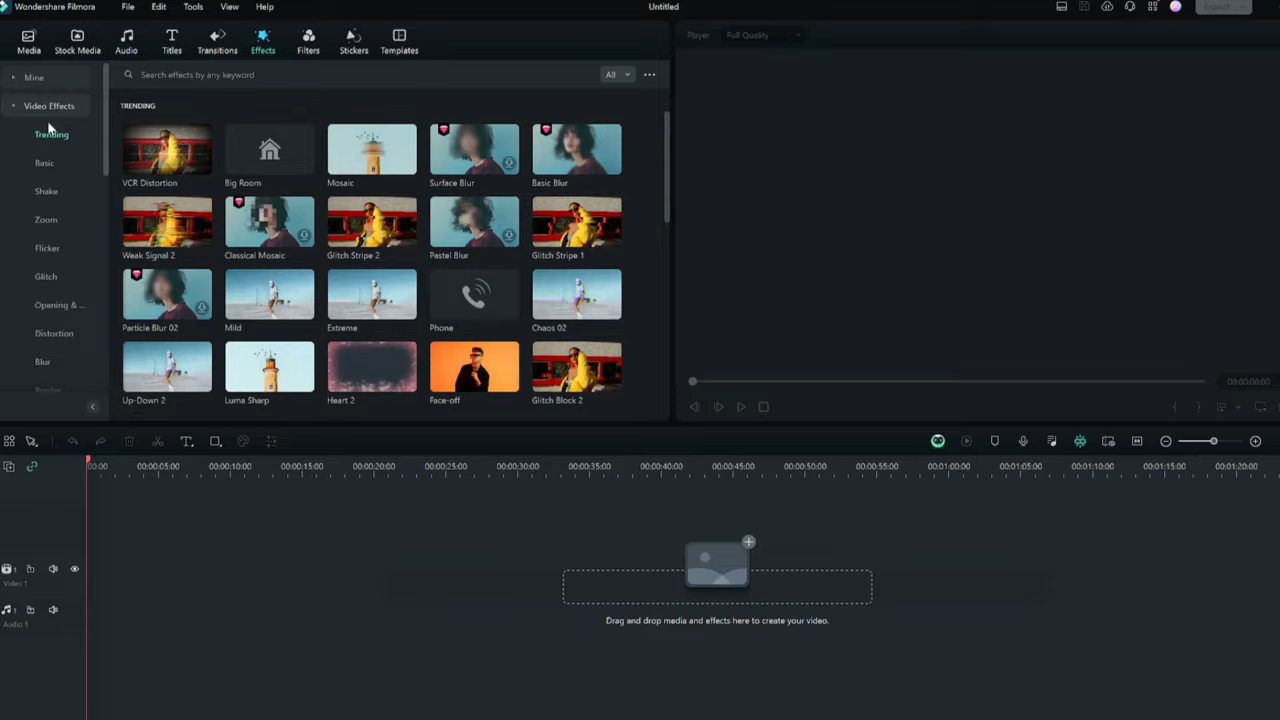 Wondershare Filmora File Edit Tools View Help Untitled Export
Media Stock Media Audio Titles Transitions Effects Filters Stickers Templates
Player Full Quality
Mine
Video Effects
Trending
Basic
Shake
Zoom
Flicker
Glitch
Opening & ...
Distortion
Blur
Border
Search effects by any keyword All
TRENDING
VCR Distortion Big Room Mosaic Surface Blur Basic Blur
Weak Signal 2 Classical Mosaic Glitch Stripe 2 Pastel Blur Glitch Stripe 1
Particle Blur 02 Mild Extreme Phone Chaos 02
Up-Down 2 Luma Sharp Heart 2 Face-off Glitch Block 2
00:00:00:00
00:00 00:00:05:00 00:00:10:00 00:00:15:00 00:00:20:00 00:00:25:00 00:00:30:00 00:00:35:00 00:00:40:00 00:00:45:00 00:00:50:00 00:00:55:00 00:01:00:00 00:01:05:00 00:01:10:00 00:01:15:00 00:01:20:00
1
Video 1
1
Audio 1
Drag and drop media and effects here to create your video.